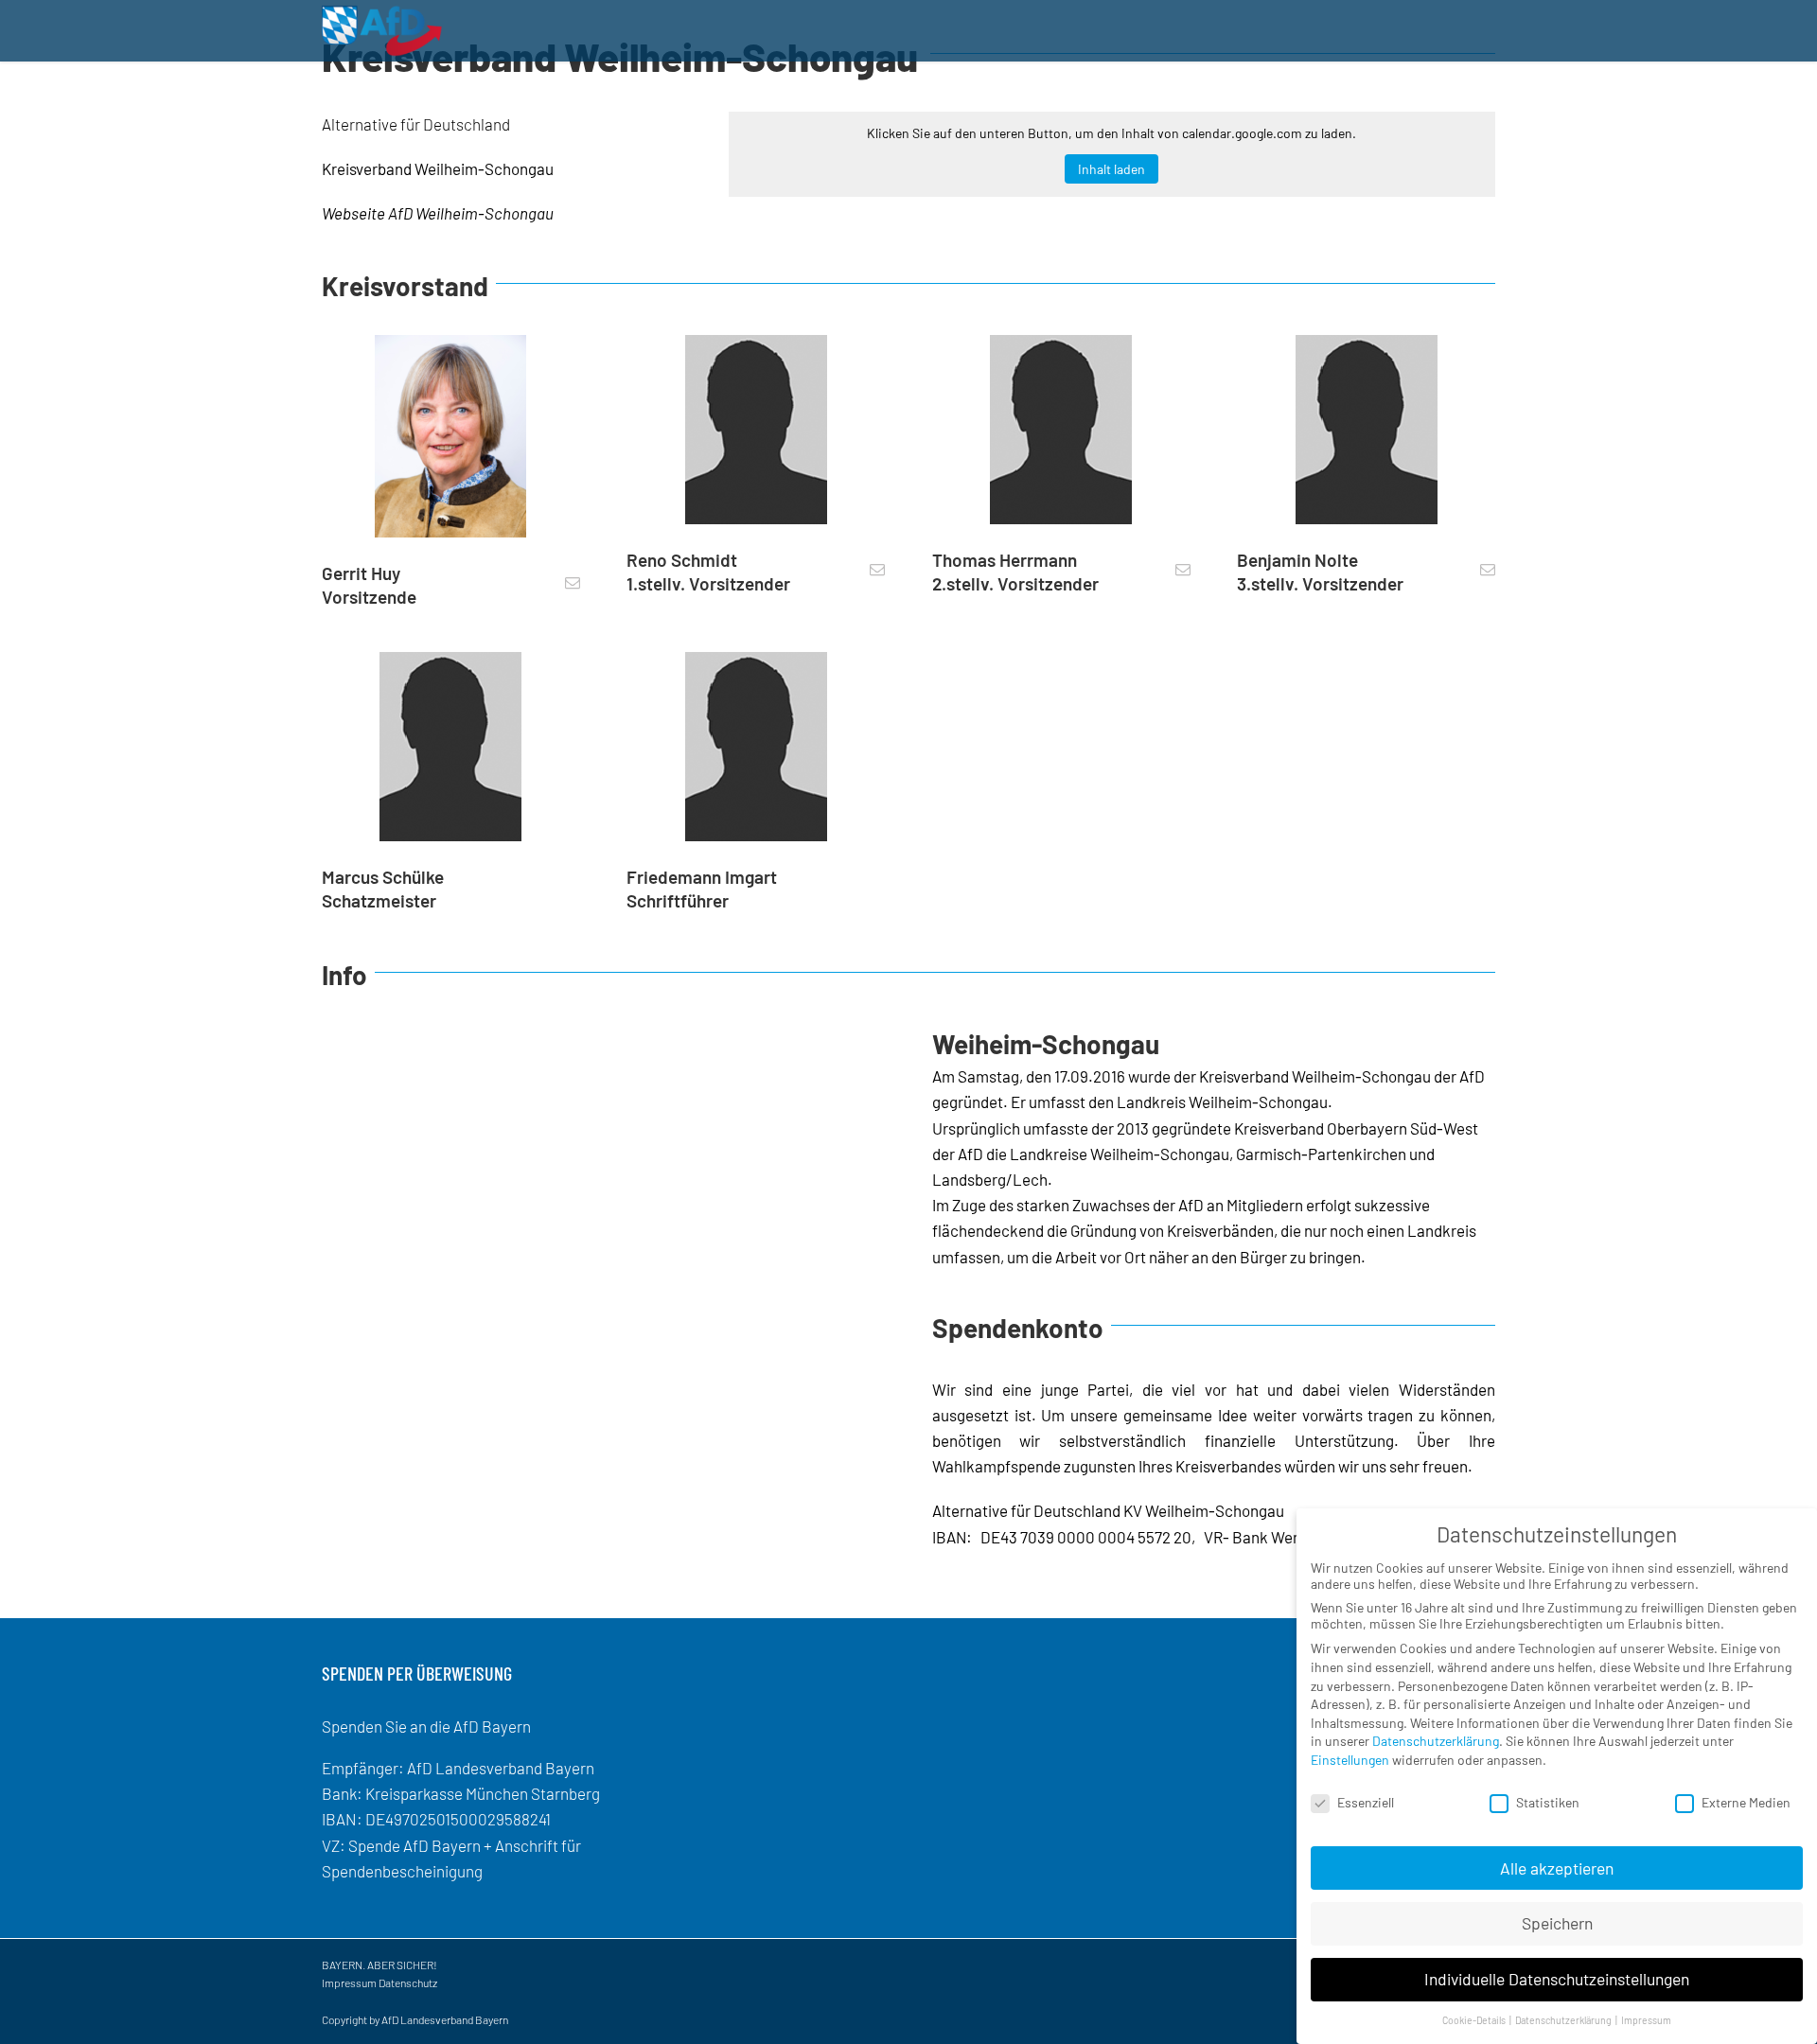 AfD
Kreisverband Weilheim-Schongau
Alternative für Deutschland
Kreisverband Weilheim-Schongau
Webseite AfD Weilheim-Schongau
Klicken Sie auf den unteren Button, um den Inhalt von calendar.google.com zu laden.
Inhalt laden
Kreisvorstand
Gerrit Huy
Vorsitzende
Reno Schmidt
1.stellv. Vorsitzender
Thomas Herrmann
2.stellv. Vorsitzender
Benjamin Nolte
3.stellv. Vorsitzender
Marcus Schülke
Schatzmeister
Friedemann Imgart
Schriftführer
Info
Weiheim-Schongau
Am Samstag, den 17.09.2016 wurde der Kreisverband Weilheim-Schongau der AfD
gegründet. Er umfasst den Landkreis Weilheim-Schongau.
Ursprünglich umfasste der 2013 gegründete Kreisverband Oberbayern Süd-West
der AfD die Landkreise Weilheim-Schongau, Garmisch-Partenkirchen und
Landsberg/Lech.
Im Zuge des starken Zuwachses der AfD an Mitgliedern erfolgt sukzessive
flächendeckend die Gründung von Kreisverbänden, die nur noch einen Landkreis
umfassen, um die Arbeit vor Ort näher an den Bürger zu bringen.
Spendenkonto
Wir sind eine junge Partei, die viel vor hat und dabei vielen Widerständen
ausgesetzt ist. Um unsere gemeinsame Idee weiter vorwärts tragen zu können,
benötigen wir selbstverständlich finanzielle Unterstützung. Über Ihre
Wahlkampfspende zugunsten Ihres Kreisverbandes würden wir uns sehr freuen.
Alternative für Deutschland KV Weilheim-Schongau
IBAN: DE43 7039 0000 0004 5572 20, VR- Bank
SPENDEN PER ÜBERWEISUNG
Spenden Sie an die AfD Bayern
Empfänger: AfD Landesverband Bayern
Bank: Kreisparkasse München Starnberg
IBAN: DE49702501500029588241
VZ: Spende AfD Bayern + Anschrift für
Spendenbescheinigung
BAYERN. ABER SICHER!
Impressum Datenschutz
Copyright by AfD Landesverband Bayern
Datenschutzeinstellungen
Wir nutzen Cookies auf unserer Website. Einige von ihnen sind essenziell, während
andere uns helfen, diese Website und Ihre Erfahrung zu verbessern.
Wenn Sie unter 16 Jahre alt sind und Ihre Zustimmung zu freiwilligen Diensten geben
möchten, müssen Sie Ihre Erziehungsberechtigten um Erlaubnis bitten.
Wir verwenden Cookies und andere Technologien auf unserer Website. Einige von
ihnen sind essenziell, während andere uns helfen, diese Website und Ihre Erfahrung
zu verbessern. Personenbezogene Daten können verarbeitet werden (z. B. IP-
Adressen), z. B. für personalisierte Anzeigen und Inhalte oder Anzeigen- und
Inhaltsmessung. Weitere Informationen über die Verwendung Ihrer Daten finden Sie
in unserer Datenschutzerklärung. Sie können Ihre Auswahl jederzeit unter
Einstellungen widerrufen oder anpassen.
Essenziell
Statistiken
Externe Medien
Alle akzeptieren
Speichern
Individuelle Datenschutzeinstellungen
Cookie-Details | Datenschutzerklärung | Impressum